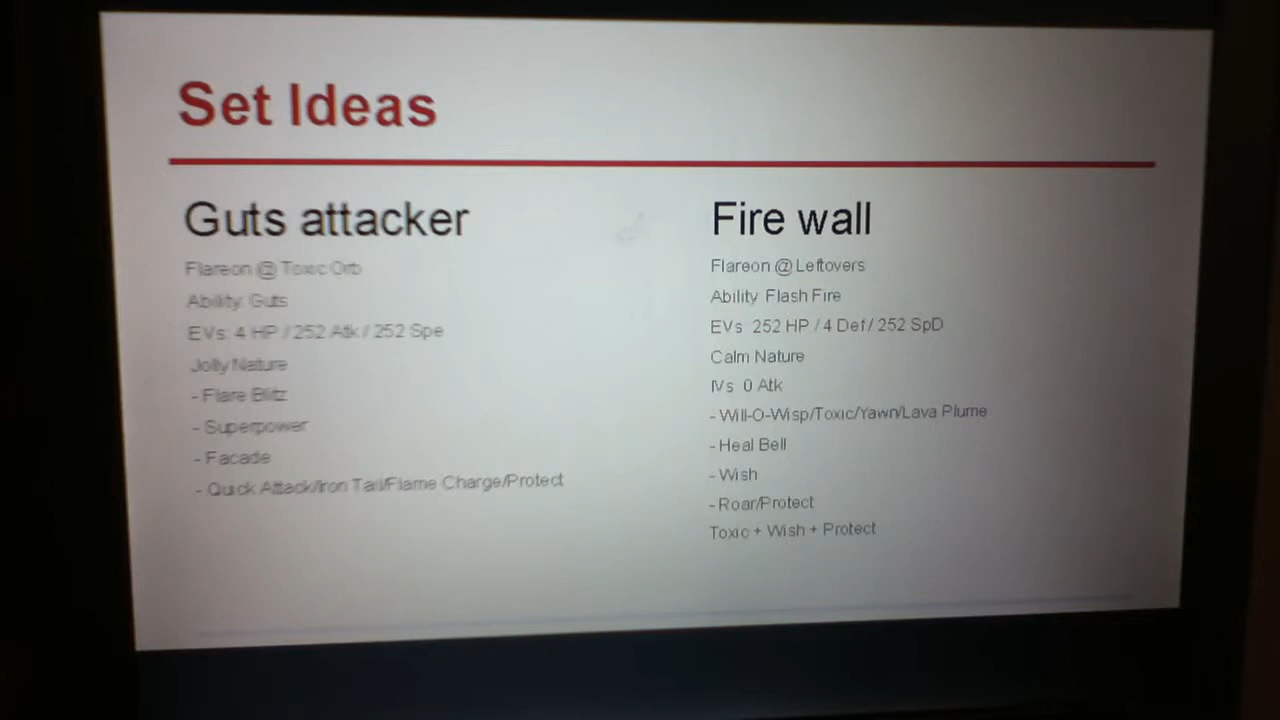 Set Ideas
Guts attacker
Flareon @ Toxic Orb
Ability: Guts
EVs: 4 HP / 252 Atk / 252 Spe
Jolly Nature
- Flare Blitz
- Superpower
- Facade
- Quick Attack/Iron Tail/Flame Charge/Protect
Fire wall
Flareon @ Leftovers
Ability: Flash Fire
EVs: 252 HP / 4 Def / 252 SpD
Calm Nature
IVs: 0 Atk
- Will-O-Wisp/Toxic/Yawn/Lava Plume
- Heal Bell
- Wish
- Roar/Protect
Toxic + Wish + Protect